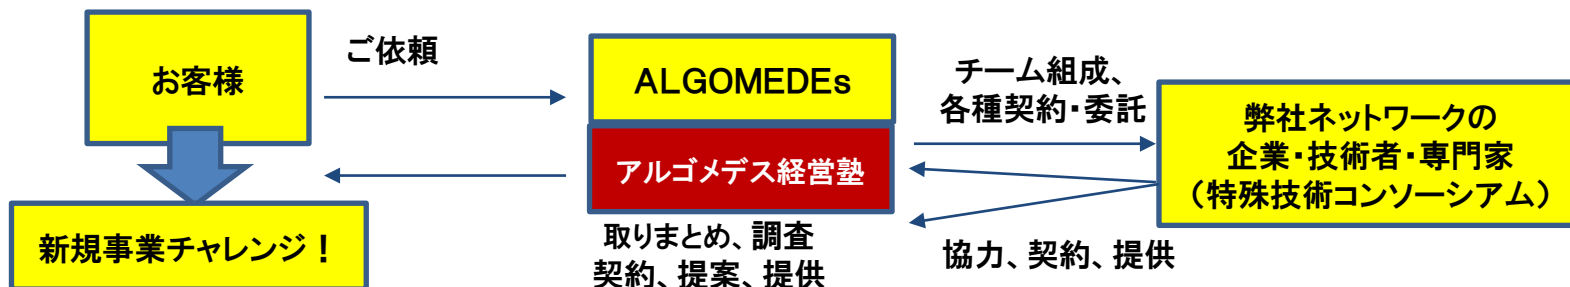 お客様
ご依頼
ALGOMEDEs
アルゴメデス経営塾
チーム組成、
各種契約・委託
弊社ネットワークの
企業・技術者・専門家
（特殊技術コンソーシアム）
新規事業チャレンジ！
取りまとめ、調査
契約、提案、提供
協力、契約、提供